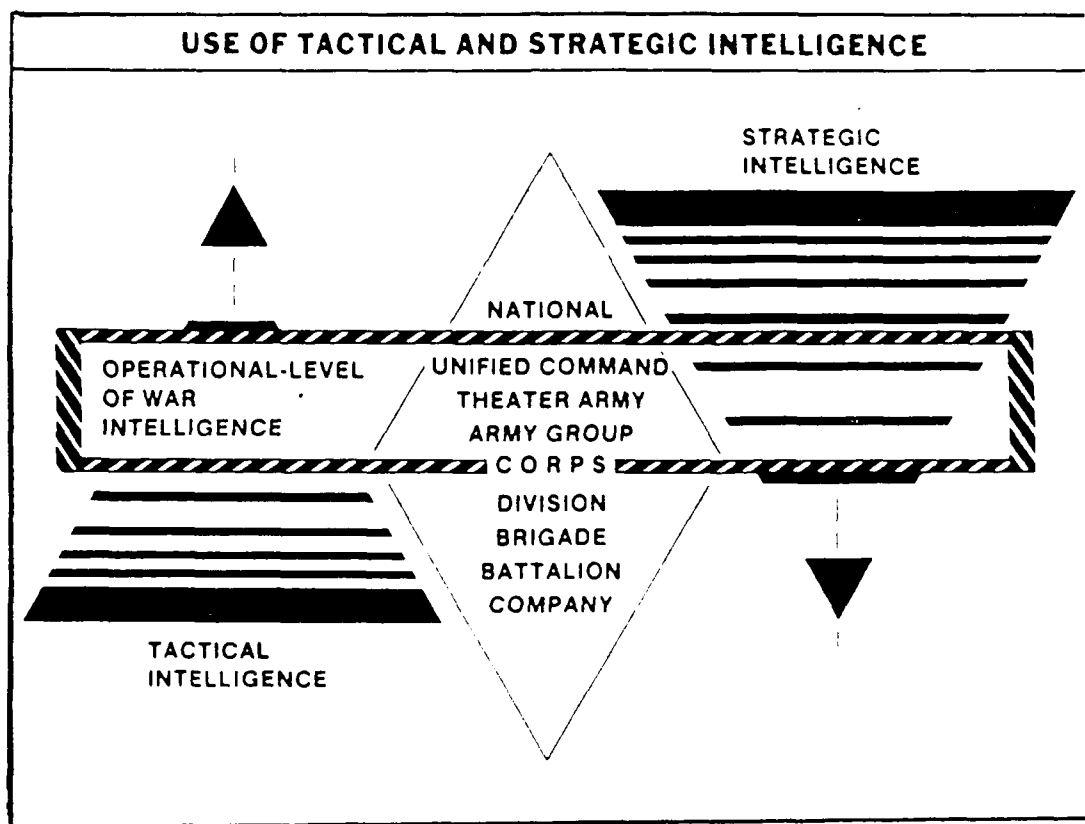 USE OF TACTICAL AND STRATEGIC INTELLIGENCE
STRATEGIC
INTELLIGENCE
NATIONAL
OPERATIONAL-LEVEL
OF WAR
INTELLIGENCE
UNIFIED COMMAND
THEATER ARMY
ARMY GROUP
CORPS
DIVISION
BRIGADE
BATTALION
COMPANY
TACTICAL
INTELLIGENCE